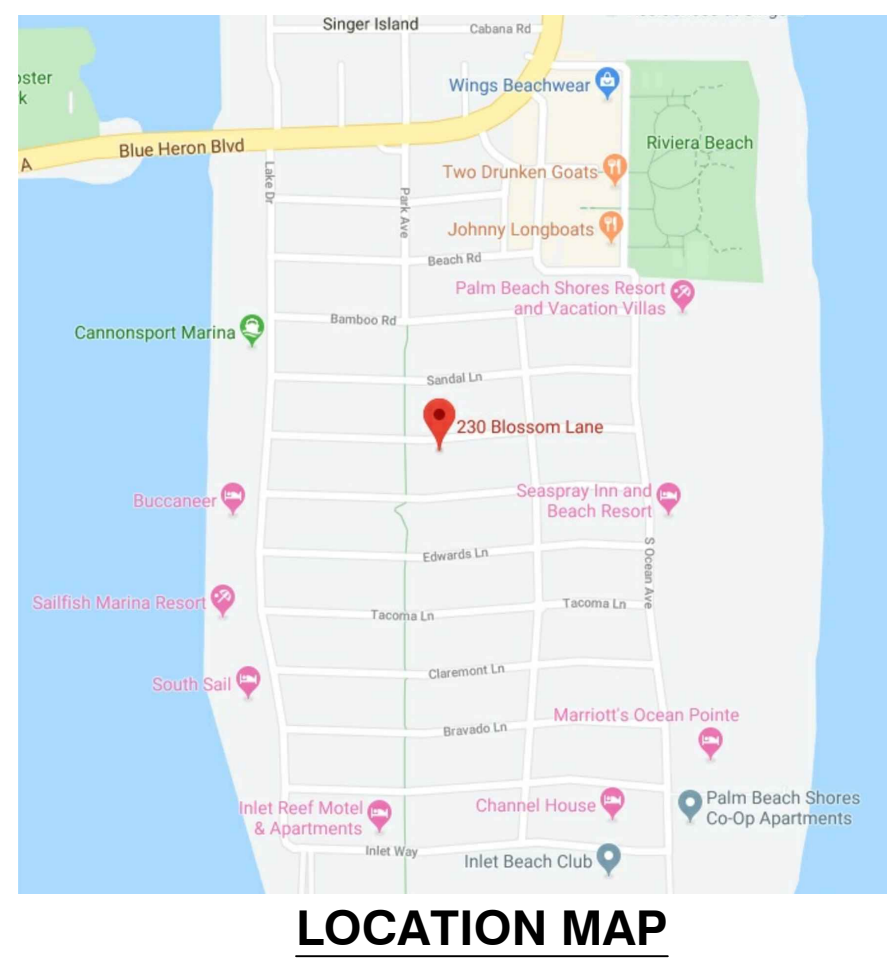 Singer Island
Cabana Rd
oster
k
Wings Beachwear
Blue Heron Blvd
A
Riviera Beach
Lake Dr
Two Drunken Goats
Park Ave
Johnny Longboats
Beach Rd
Palm Beach Shores Resort
and Vacation Villas
Bamboo Rd
Cannonsport Marina
Sandal Ln
230 Blossom Lane
Buccaneer
Seaspray Inn and
Beach Resort
Edwards Ln
S Ocean Ave
Sailfish Marina Resort
Tacoma Ln
Tacoma Ln
Claremont Ln
South Sail
Marriott's Ocean Pointe
Bravado Ln
Palm Beach Shores
Co-Op Apartments
Channel House
Inlet Reef Motel
& Apartments
Inlet Way
Inlet Beach Club
LOCATION MAP